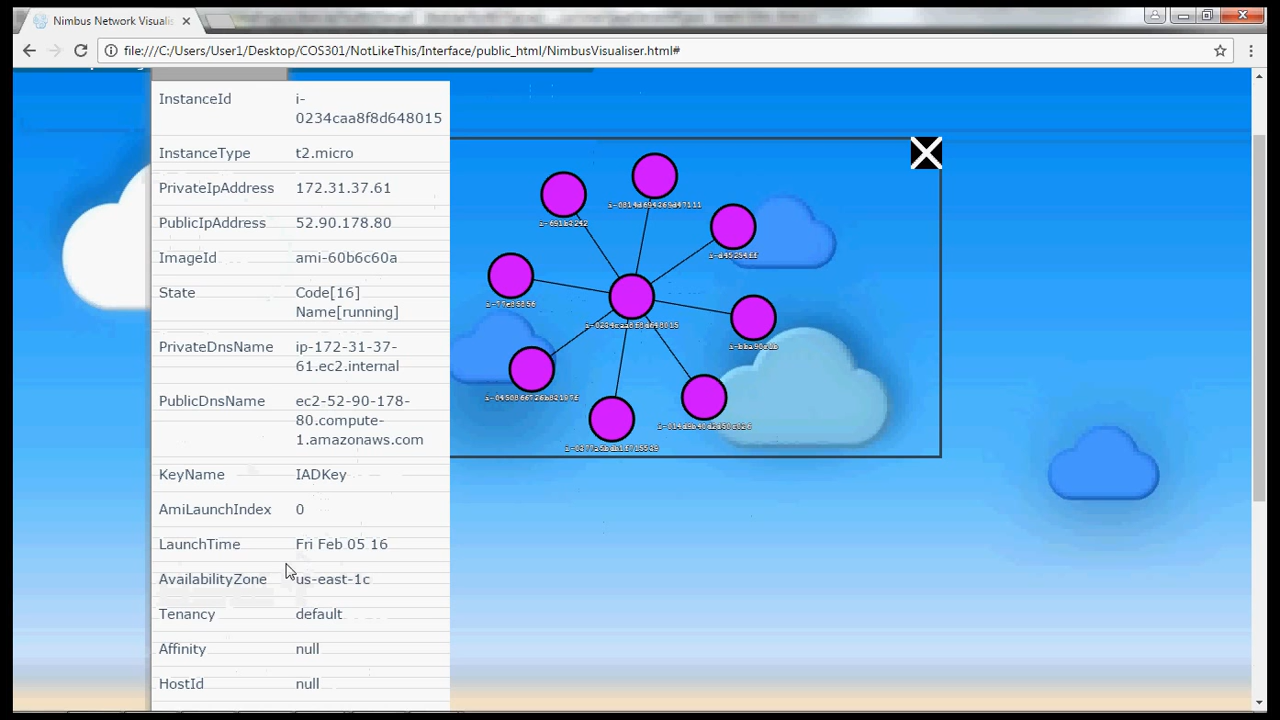 Nimbus Network Visualis
file:///C:/Users/User1/Desktop/COS301/NotLikeThis/Interface/public_html/NimbusVisualiser.html#
InstanceId
i-
0234caa8f8d648015
InstanceType
t2.micro
PrivateIpAddress
172.31.37.61
PublicIpAddress
52.90.178.80
ImageId
ami-60b6c60a
State
Code[16]
Name[running]
PrivateDnsName
ip-172-31-37-
61.ec2.internal
PublicDnsName
ec2-52-90-178-
80.compute-
1.amazonaws.com
KeyName
IADKey
AmiLaunchIndex
0
LaunchTime
Fri Feb 05 16
AvailabilityZone
us-east-1c
Tenancy
default
Affinity
null
HostId
null
i-0234caa8f8d648015